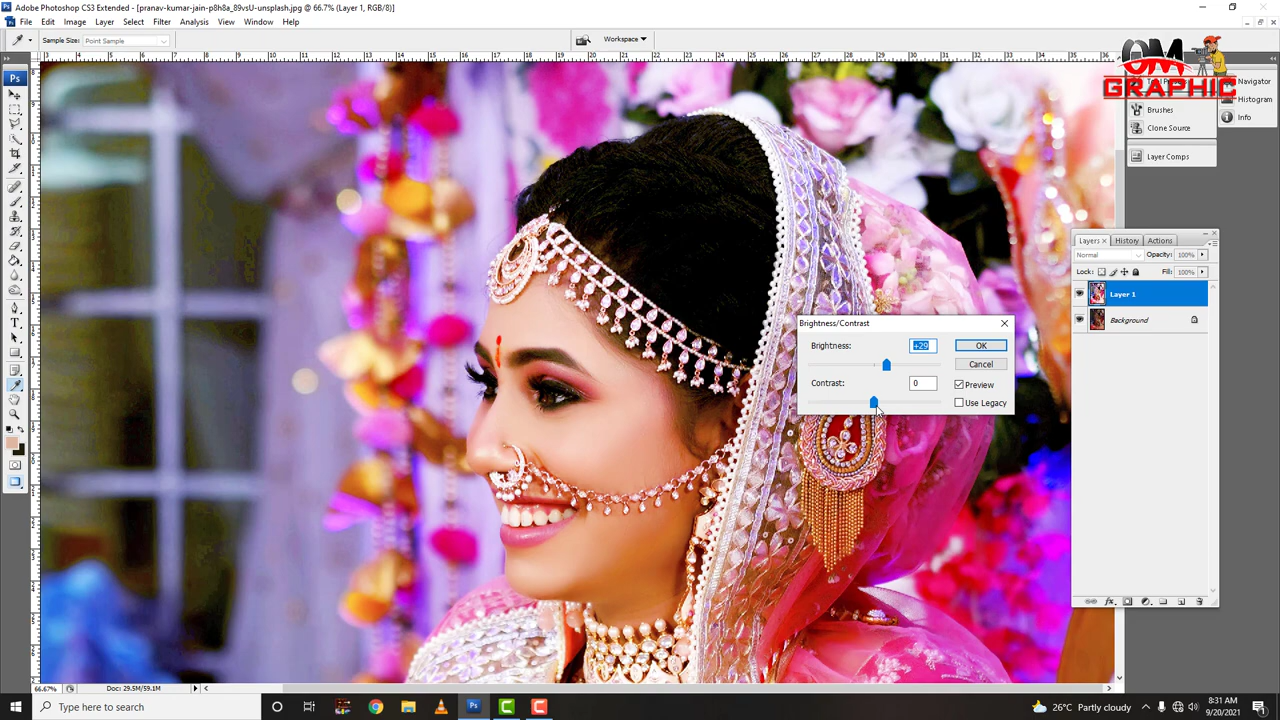 Adobe Photoshop CS3 Extended - [pranav-kumar-jain-p8h8a_89vsU-unsplash.jpg @ 66.7% (Layer 1, RGB/8)]
File Edit Image Layer Select Filter Analysis View Window Help
Sample Size: Point Sample Workspace
OM
GRAPHIC
Ps
Navigator
Histogram
Brushes
Info
Clone Source
Layer Comps
Layers × History Actions
Normal Opacity: 100%
Lock: Fill: 100%
Layer 1
Background
Brightness/Contrast
Brightness: +29 OK
Cancel
Contrast: 0 Preview
Use Legacy
66.67% Doc: 29.5M/59.1M
Type here to search
Ps
26°C Partly cloudy
8:31 AM
9/20/2021